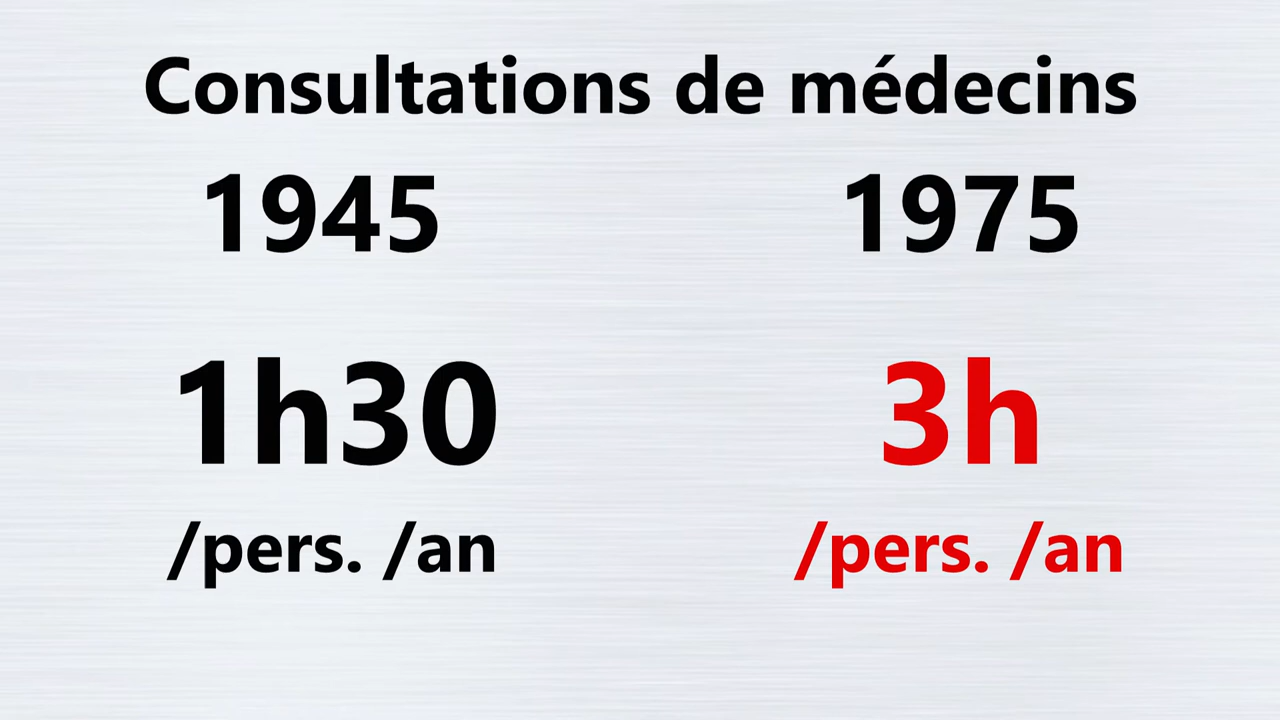 Consultations de médecins
1945 1975
1h30 3h
/pers. /an /pers. /an